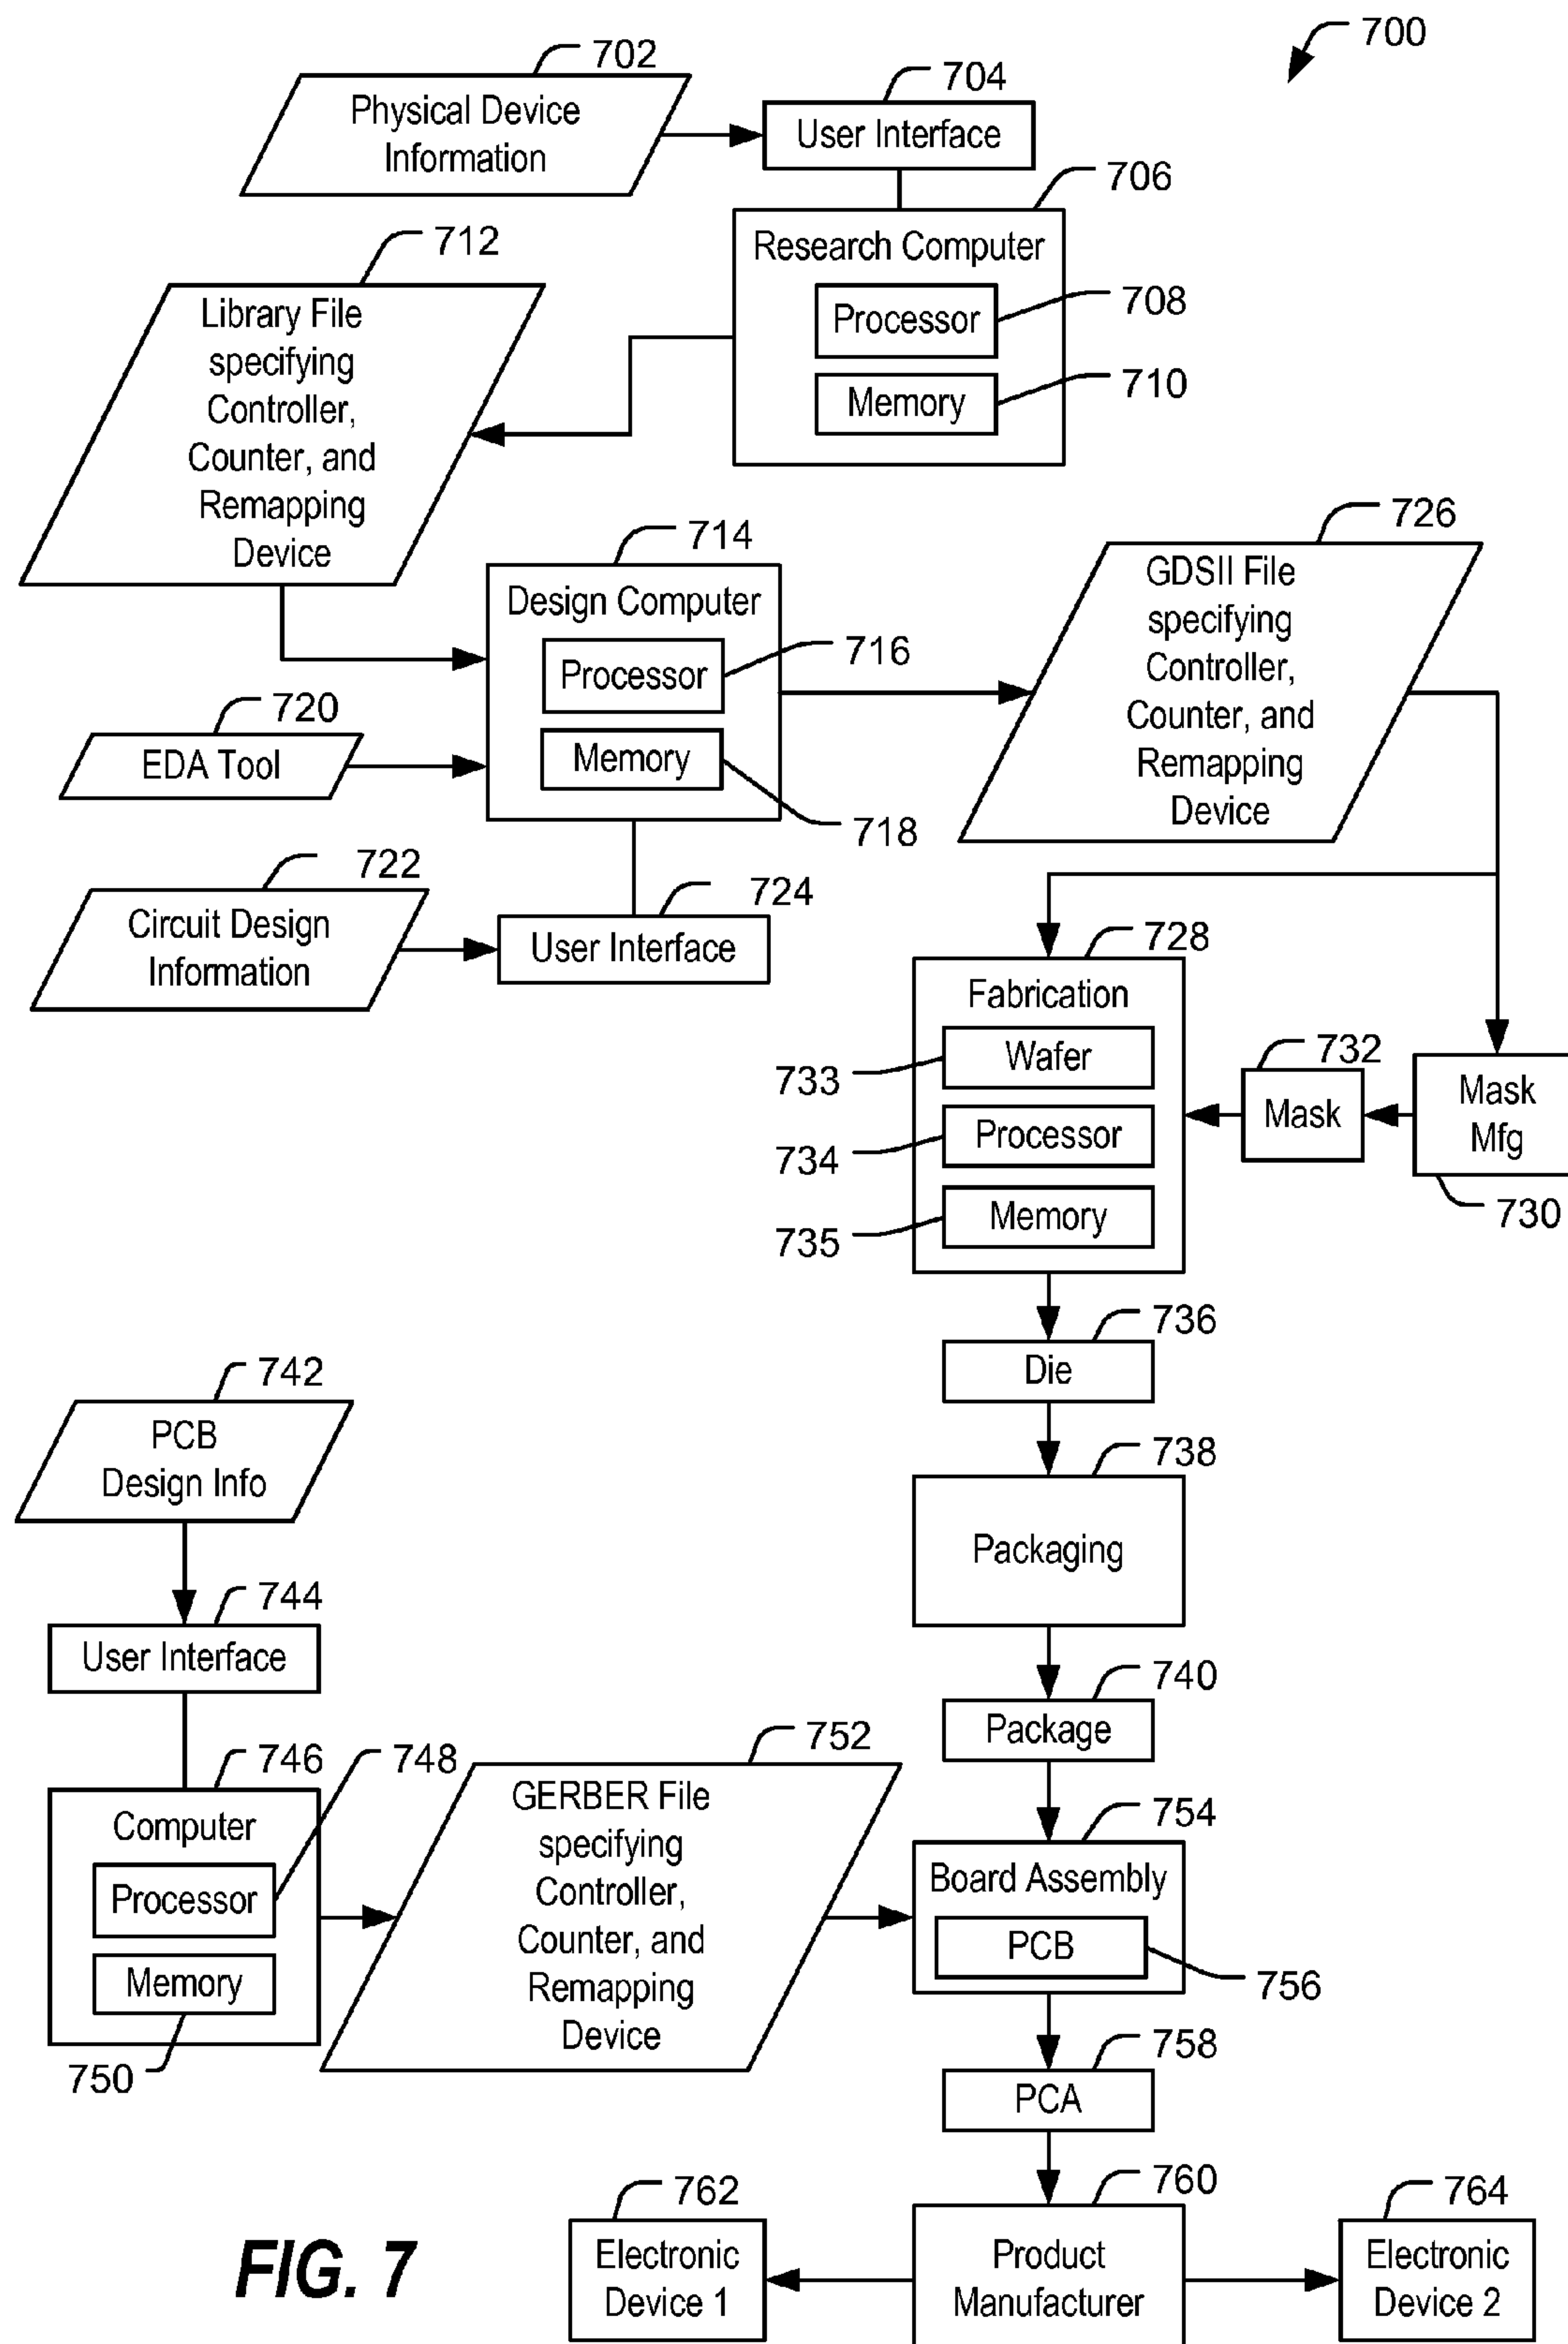 700
702
Physical Device
Information
704
User Interface
706
Research Computer
Processor
708
Memory
710
712
Library File
specifying
Controller,
Counter, and
Remapping
Device
714
Design Computer
Processor
716
Memory
718
720
EDA Tool
722
Circuit Design
Information
724
User Interface
726
GDSII File
specifying
Controller,
Counter, and
Remapping
Device
728
Fabrication
Wafer
733
Processor
734
Memory
735
732
Mask
Mask
Mfg
730
736
Die
738
Packaging
740
Package
742
PCB
Design Info
744
User Interface
746
748
Computer
Processor
Memory
750
752
GERBER File
specifying
Controller,
Counter, and
Remapping
Device
754
Board Assembly
PCB
756
758
PCA
760
Product
Manufacturer
762
Electronic
Device 1
764
Electronic
Device 2
FIG. 7